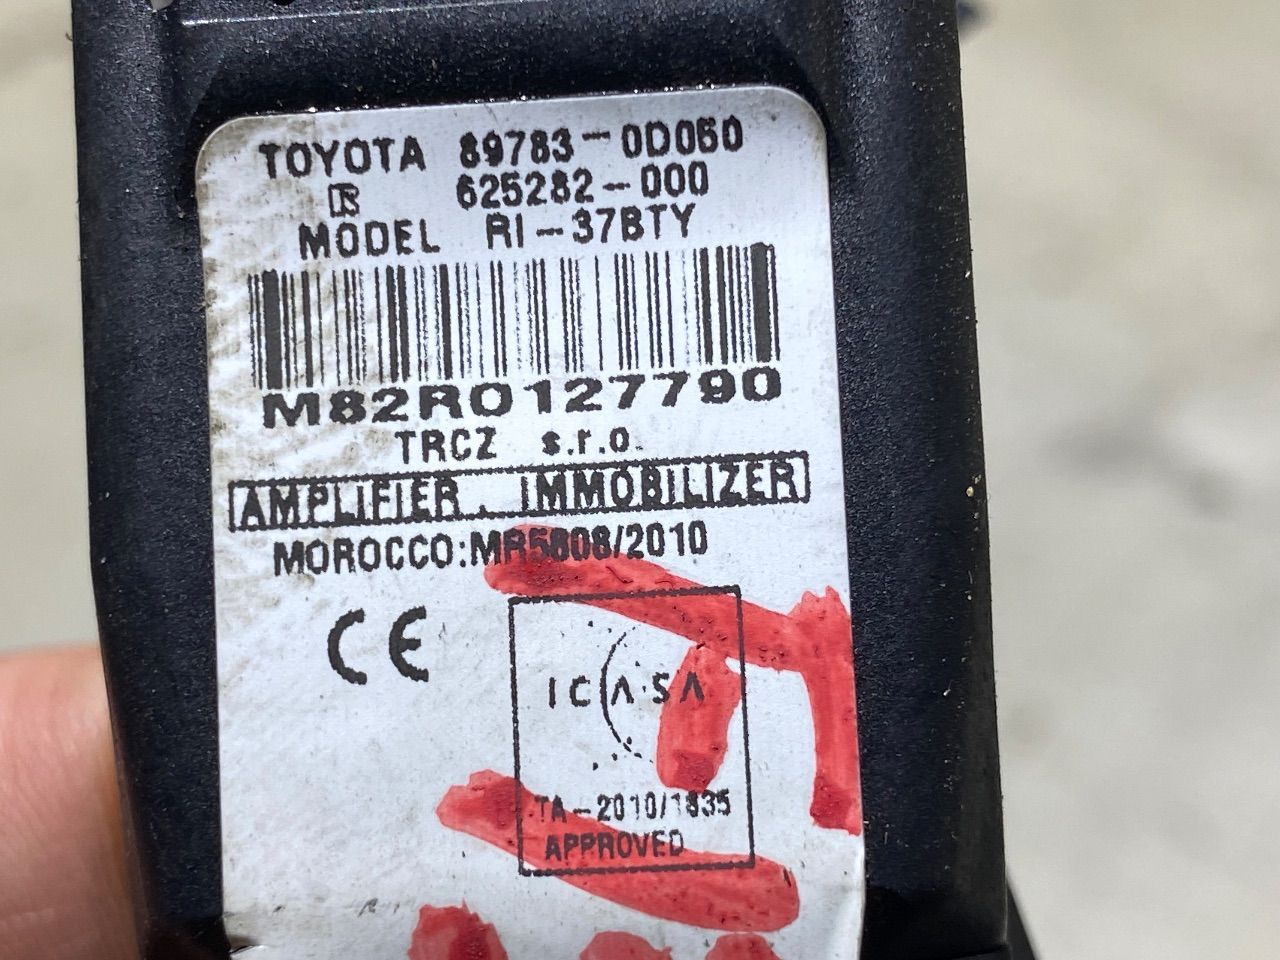 TOYOTA 89783-0D060
R 625282-000
MODEL RI-37BTY
M82R0127790
TRCZ s.r.o.
AMPLIFIER, IMMOBILIZER
MOROCCO:MR5808/2010
CE
ICASA
TA-2010/1835
APPROVED